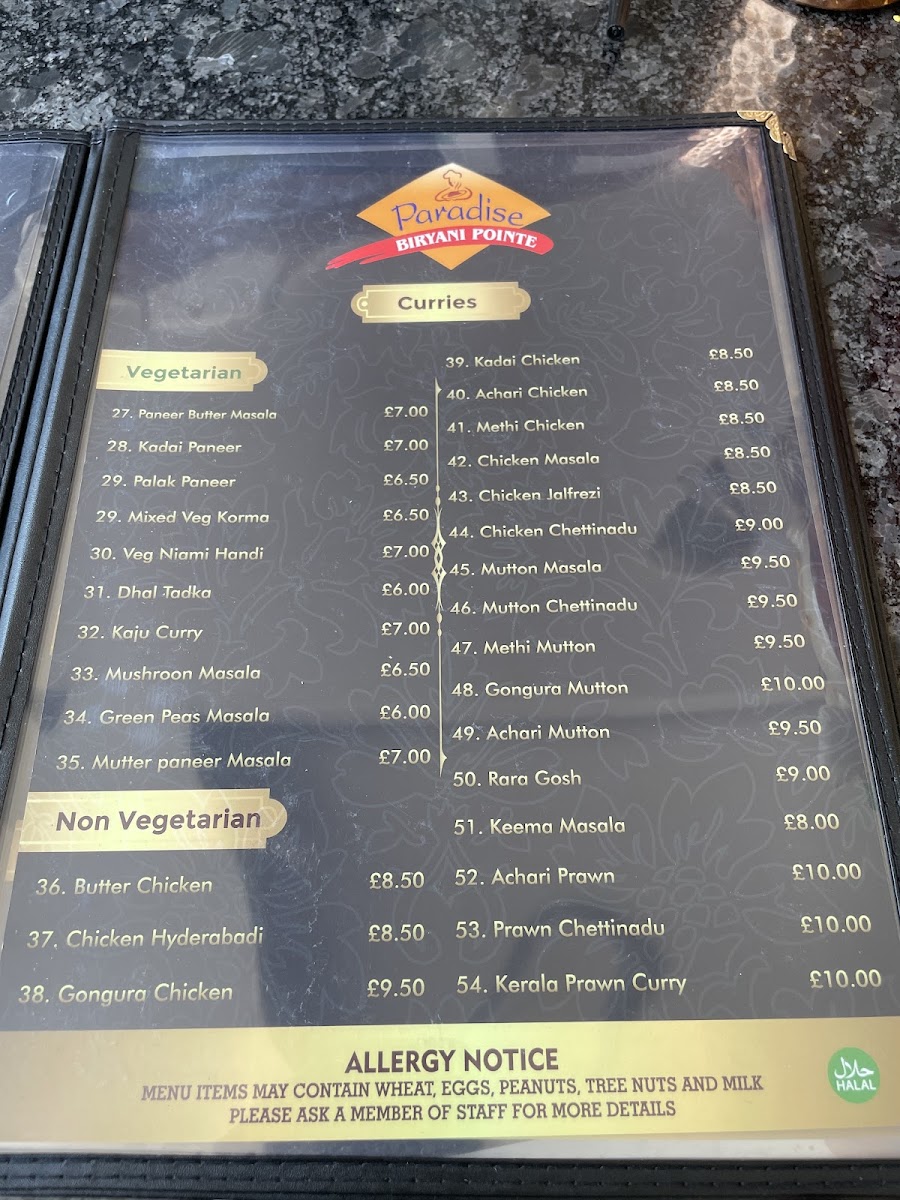 Paradise
BIRYANI POINTE
Curries
Vegetarian
27. Paneer Butter Masala £7.00
28. Kadai Paneer £7.00
29. Palak Paneer £6.50
29. Mixed Veg Korma £6.50
30. Veg Niami Handi £7.00
31. Dhal Tadka £6.00
32. Kaju Curry £7.00
33. Mushroon Masala £6.50
34. Green Peas Masala £6.00
35. Mutter paneer Masala £7.00
Non Vegetarian
36. Butter Chicken £8.50
37. Chicken Hyderabadi £8.50
38. Gongura Chicken £9.50
39. Kadai Chicken £8.50
40. Achari Chicken £8.50
41. Methi Chicken £8.50
42. Chicken Masala £8.50
43. Chicken Jalfrezi £8.50
44. Chicken Chettinadu £9.00
45. Mutton Masala £9.50
46. Mutton Chettinadu £9.50
47. Methi Mutton £9.50
48. Gongura Mutton £10.00
49. Achari Mutton £9.50
50. Rara Gosh £9.00
51. Keema Masala £8.00
52. Achari Prawn £10.00
53. Prawn Chettinadu £10.00
54. Kerala Prawn Curry £10.00
ALLERGY NOTICE
MENU ITEMS MAY CONTAIN WHEAT, EGGS, PEANUTS, TREE NUTS AND MILK
PLEASE ASK A MEMBER OF STAFF FOR MORE DETAILS
حلال
HALAL